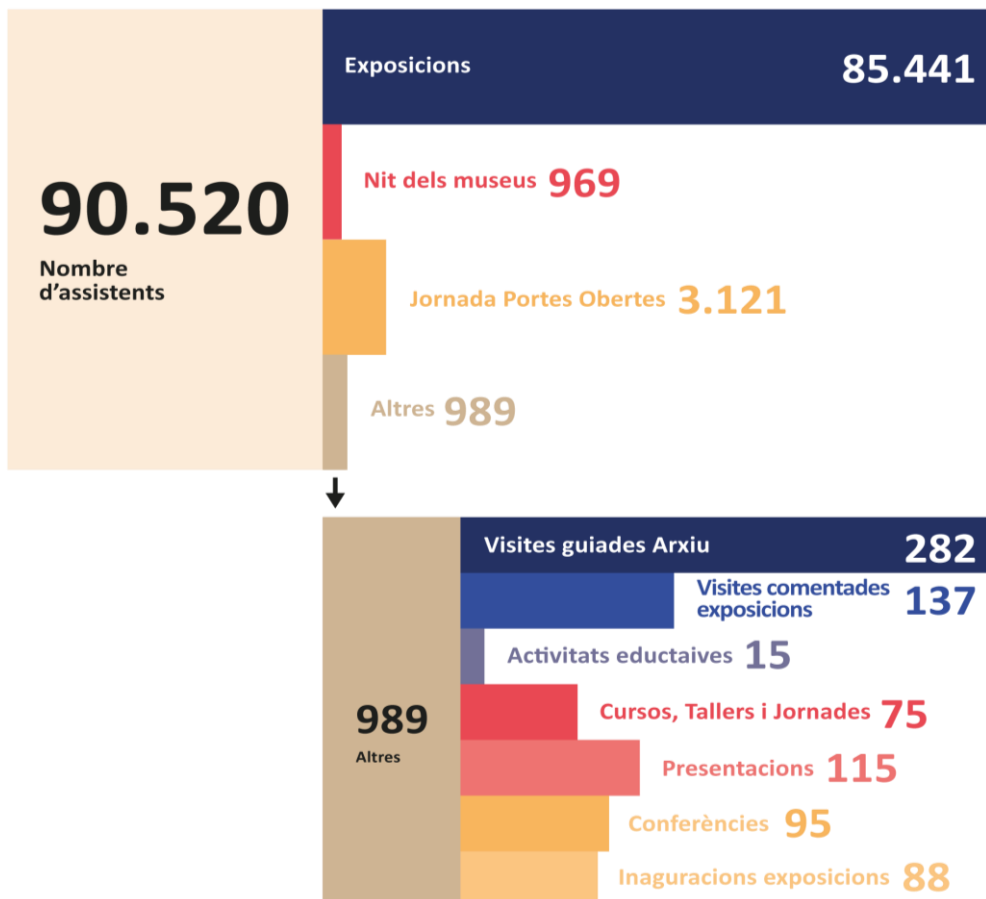 Exposicions 85.441
Nit dels museus 969
90.520
Nombre
d'assistents
Jornada Portes Obertes 3.121
Altres 989
Visites guiades Arxiu 282
Visites comentades
exposicions 137
Activitats eductaives 15
989
Altres
Cursos, Tallers i Jornades 75
Presentacions 115
Conferències 95
Inaguracions exposicions 88